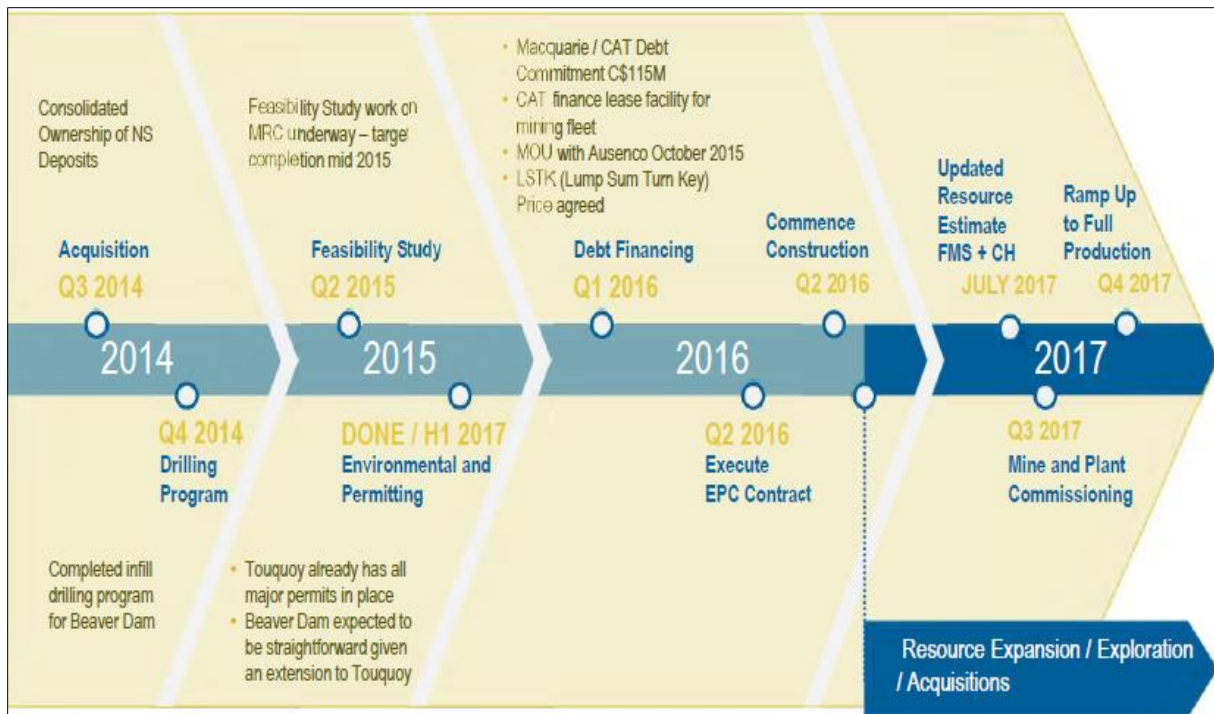 Consolidated
Ownership of NS
Deposits
Acquisition
Q3 2014
Feasibility Study work on
MRC underway – target
completion mid 2015
Feasibility Study
Q2 2015
• Macquarie / CAT Debt
Commitment C$115M
• CAT finance lease facility for
mining fleet
• MOU with Ausenco October 2015
• LSTK (Lump Sum Turn Key)
Price agreed
Debt Financing
Q1 2016
Commence
Construction
Q2 2016
Updated
Resource
Estimate
FMS + CH
JULY 2017
Ramp Up
to Full
Production
Q4 2017
2014
2015
2016
2017
Q4 2014
Drilling
Program
Completed infill
drilling program
for Beaver Dam
DONE / H1 2017
Environmental and
Permitting
• Touquoy already has all
major permits in place
• Beaver Dam expected to
be straightforward given
an extension to Touquoy
Q2 2016
Execute
EPC Contract
Q3 2017
Mine and Plant
Commissioning
Resource Expansion / Exploration
/ Acquisitions